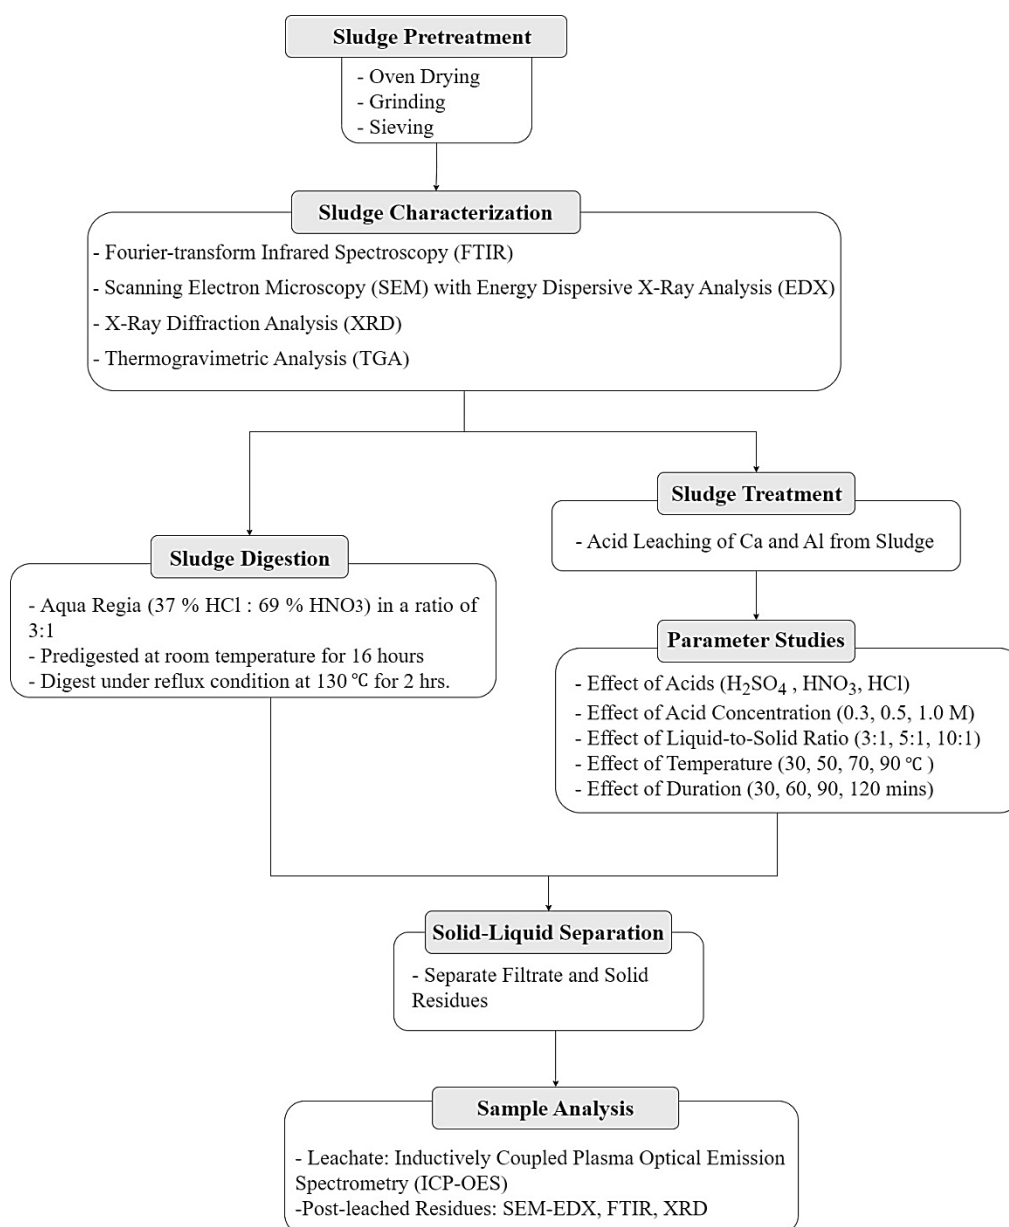 Sludge Pretreatment
- Oven Drying
- Grinding
- Sieving
Sludge Characterization
- Fourier-transform Infrared Spectroscopy (FTIR)
- Scanning Electron Microscopy (SEM) with Energy Dispersive X-Ray Analysis (EDX)
- X-Ray Diffraction Analysis (XRD)
- Thermogravimetric Analysis (TGA)
Sludge Digestion
- Aqua Regia (37 % HCl : 69 % HNO3) in a ratio of
3:1
- Predigested at room temperature for 16 hours
- Digest under reflux condition at 130 ℃ for 2 hrs.
Sludge Treatment
- Acid Leaching of Ca and Al from Sludge
Parameter Studies
- Effect of Acids (H₂SO₄ , HNO₃, HCl)
- Effect of Acid Concentration (0.3, 0.5, 1.0 M)
- Effect of Liquid-to-Solid Ratio (3:1, 5:1, 10:1)
- Effect of Temperature (30, 50, 70, 90 ℃ )
- Effect of Duration (30, 60, 90, 120 mins)
Solid-Liquid Separation
- Separate Filtrate and Solid
Residues
Sample Analysis
- Leachate: Inductively Coupled Plasma Optical Emission
Spectrometry (ICP-OES)
-Post-leached Residues: SEM-EDX, FTIR, XRD